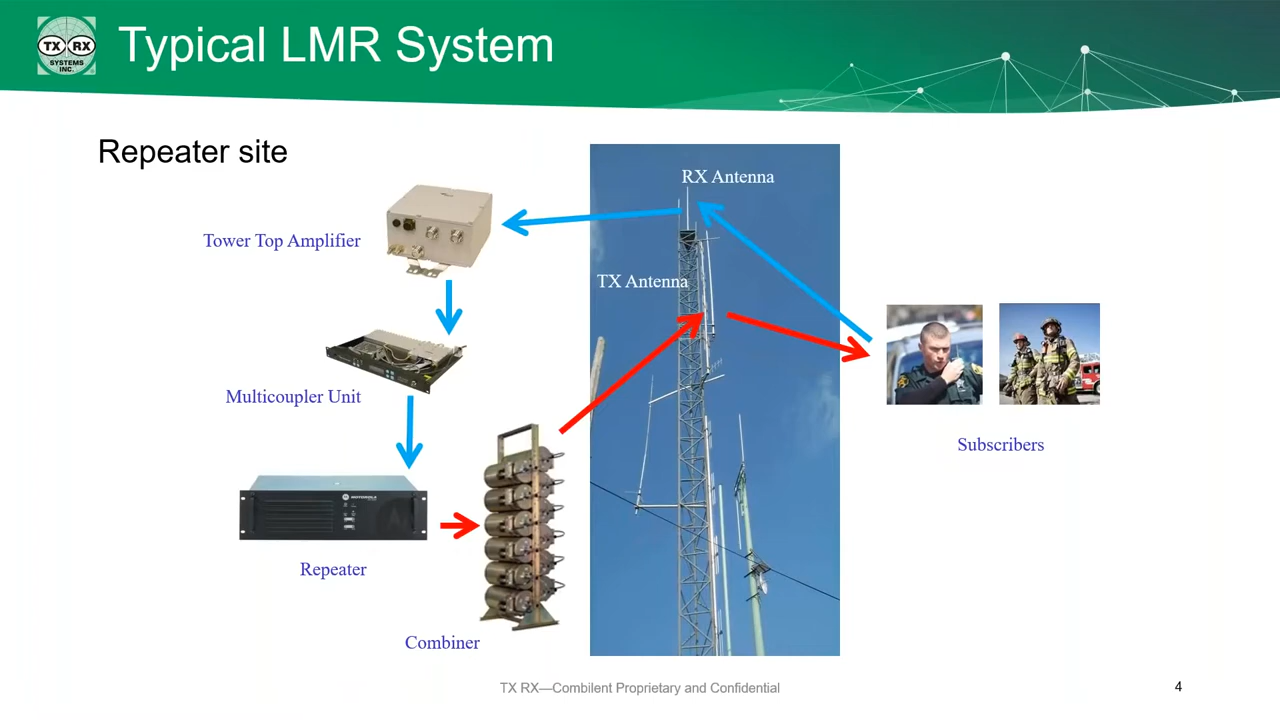 TX RX
SYSTEMS
INC.
Typical LMR System
Repeater site
RX Antenna
Tower Top Amplifier
TX Antenna
Multicoupler Unit
Subscribers
MOTOROLA
Repeater
Combiner
TX RX—Combilent Proprietary and Confidential
4